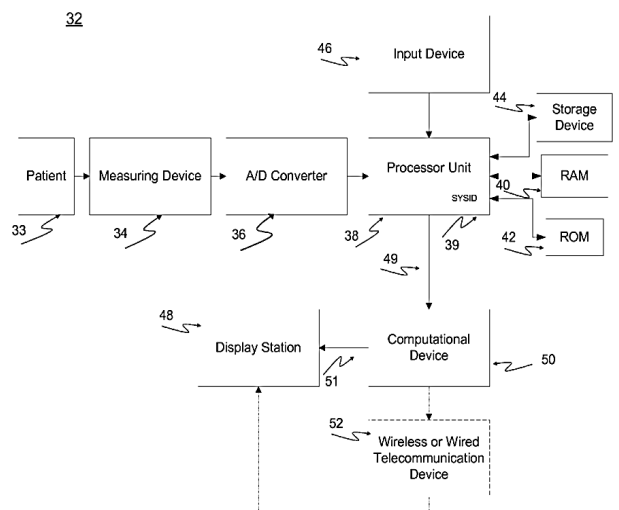 32
46
Input Device
44
Storage
Device
Patient
Measuring Device
A/D Converter
Processor Unit
SYSID
40
RAM
33
34
36
38
39
42
ROM
49
48
Display Station
51
Computational
Device
50
52
Wireless or Wired
Telecommunication
Device